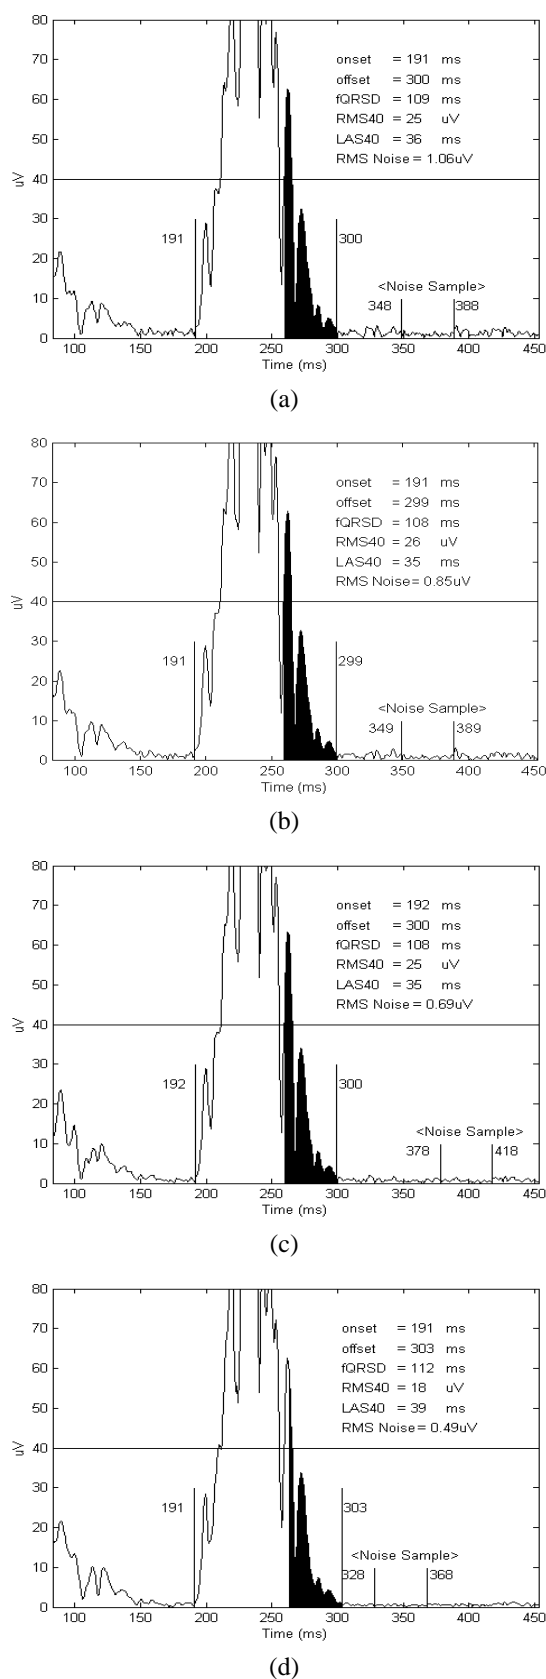 80
70
onset = 191 ms
60
offset = 300 ms
fQRSD = 109 ms
50
RMS40 = 25 uV
LAS40 = 36 ms
uV
40
RMS Noise = 1.06uV
30
191
300
20
<Noise Sample>
348
388
10
0
100 150 200 250 300 350 400 450
Time (ms)
(a)
80
70
onset = 191 ms
60
offset = 299 ms
fQRSD = 108 ms
50
RMS40 = 26 uV
LAS40 = 35 ms
uV
40
RMS Noise = 0.85uV
30
191
299
20
<Noise Sample>
349
389
10
0
100 150 200 250 300 350 400 450
Time (ms)
(b)
80
70
onset = 192 ms
60
offset = 300 ms
fQRSD = 108 ms
50
RMS40 = 25 uV
LAS40 = 35 ms
uV
40
RMS Noise = 0.69uV
30
192
300
20
<Noise Sample>
378
418
10
0
100 150 200 250 300 350 400 450
Time (ms)
(c)
80
70
onset = 191 ms
60
offset = 303 ms
fQRSD = 112 ms
50
RMS40 = 18 uV
LAS40 = 39 ms
uV
40
RMS Noise = 0.49uV
30
191
303
20
<Noise Sample>
328
368
10
0
100 150 200 250 300 350 400 450
Time (ms)
(d)